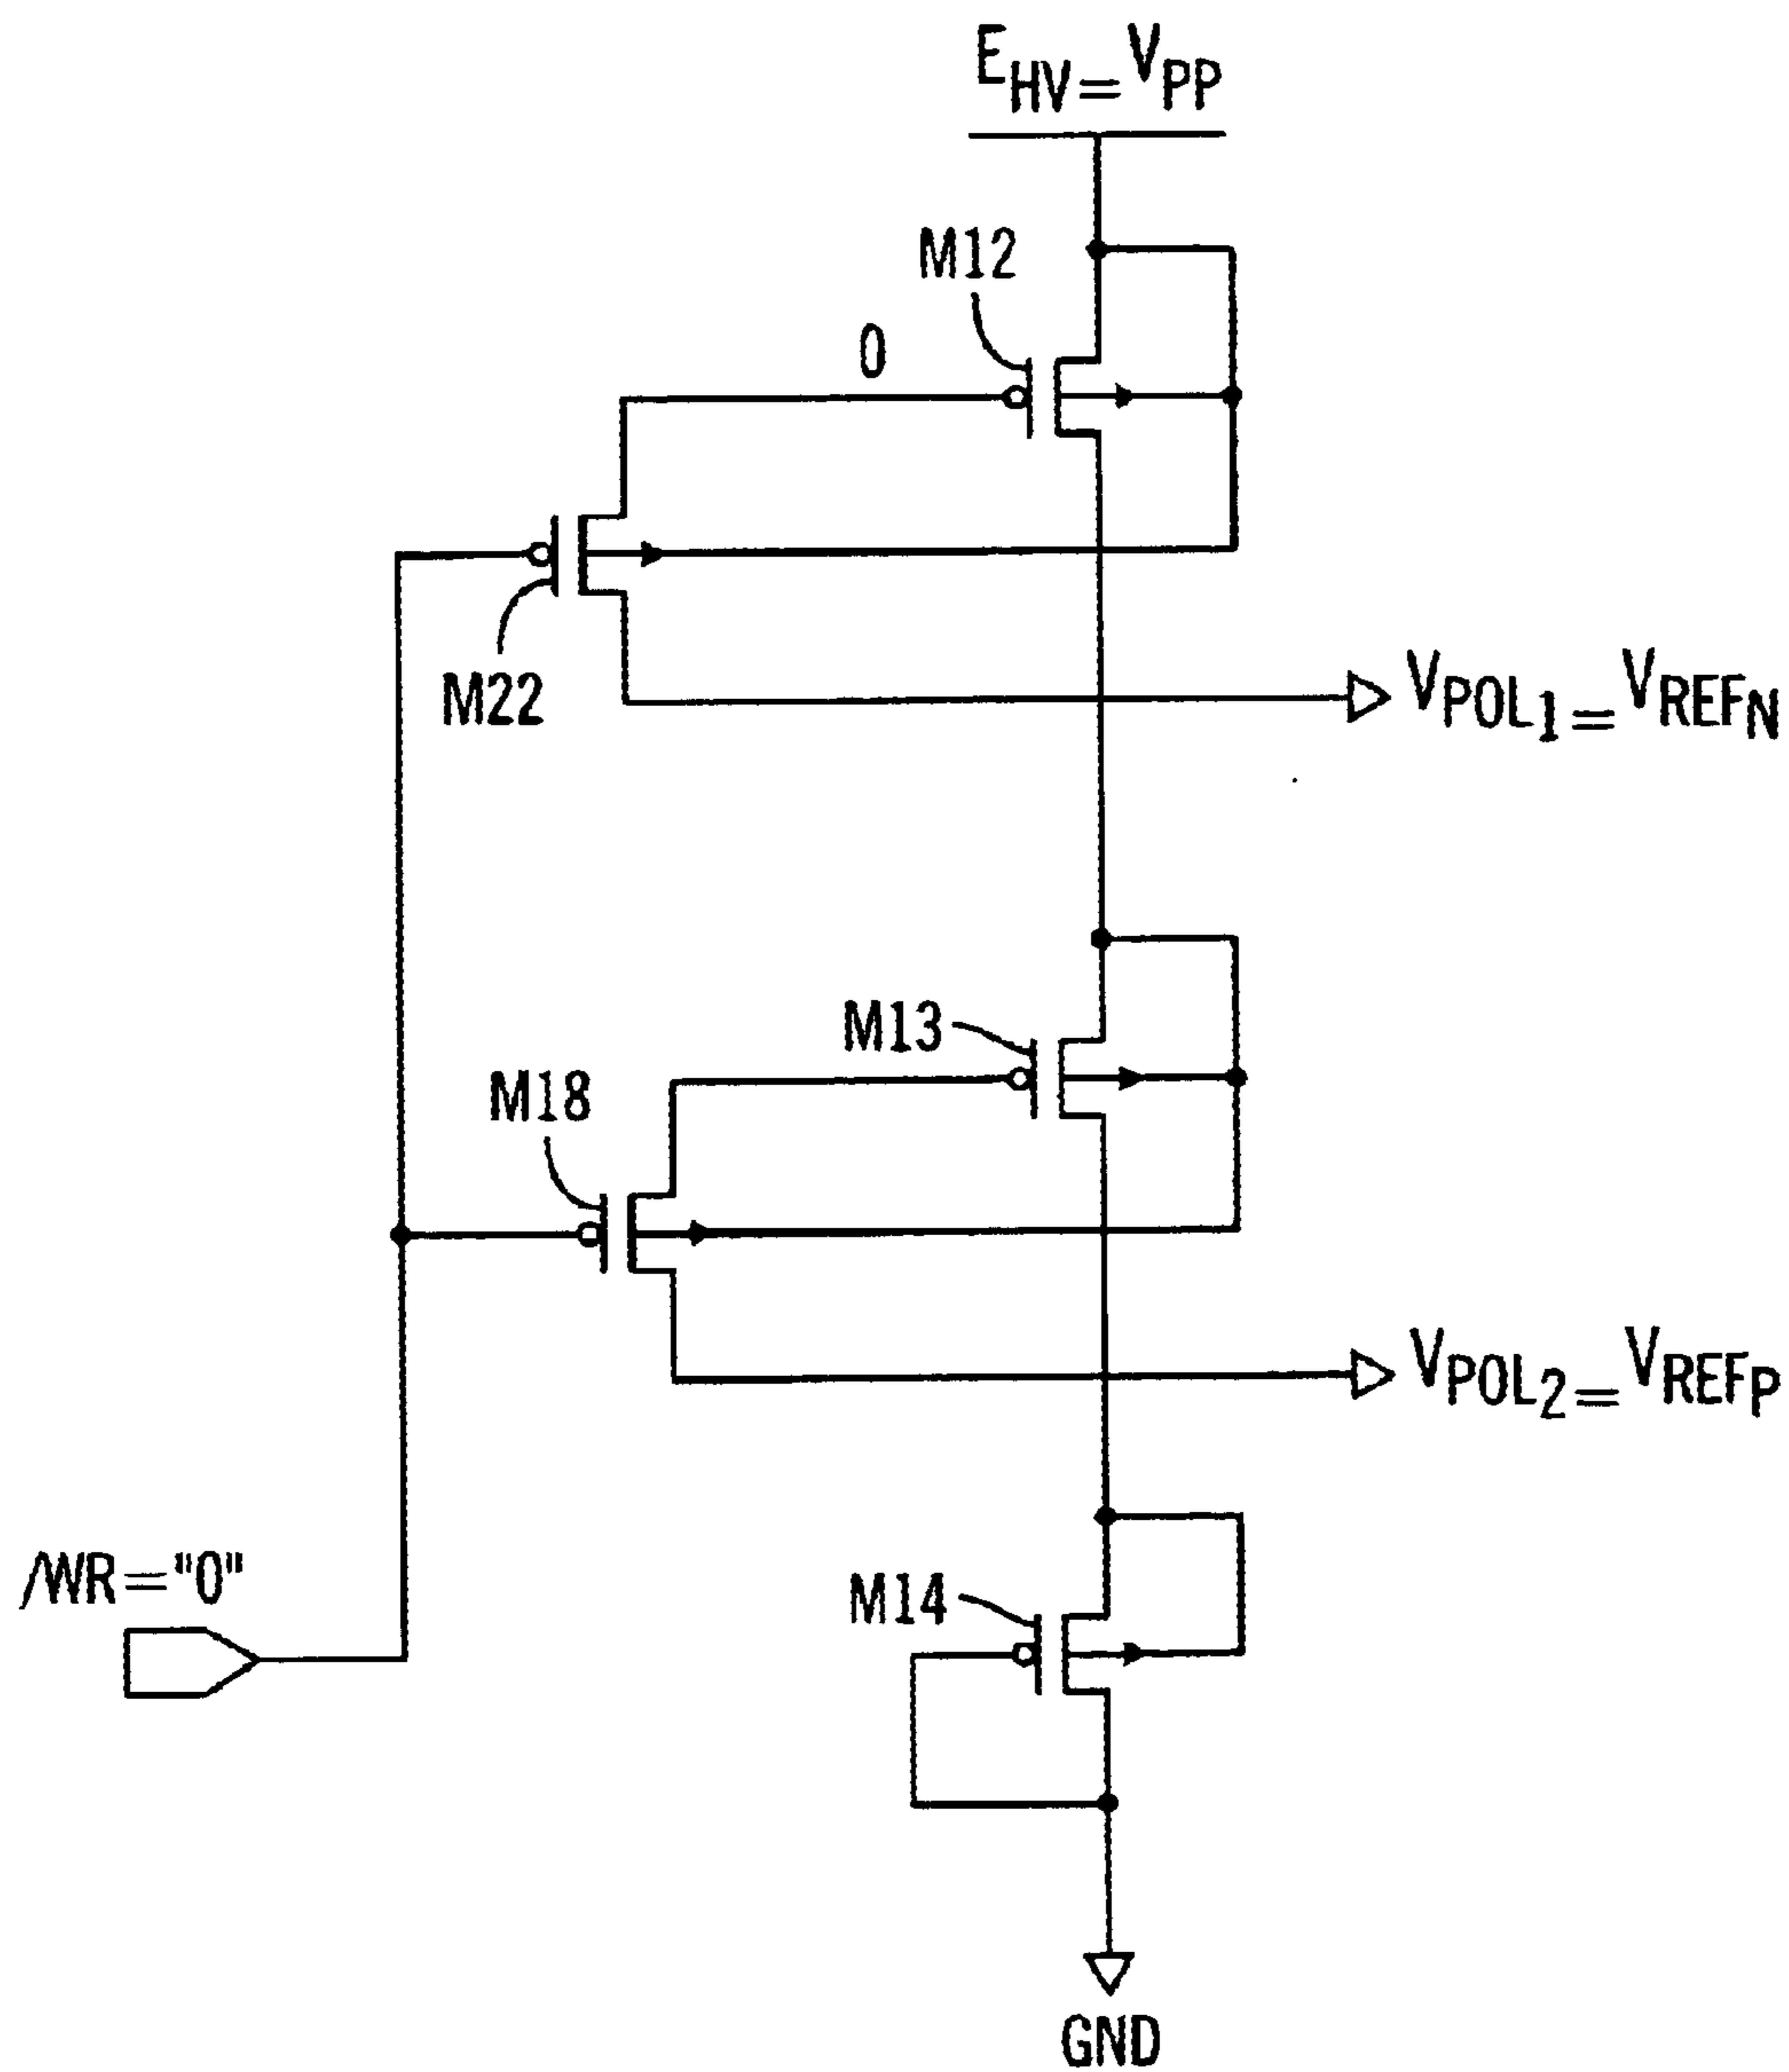 EHV=VPP
M12
0
M22
VPOL1=VREFN
M13
M18
VPOL2=VREFP
/WR="0"
M14
GND